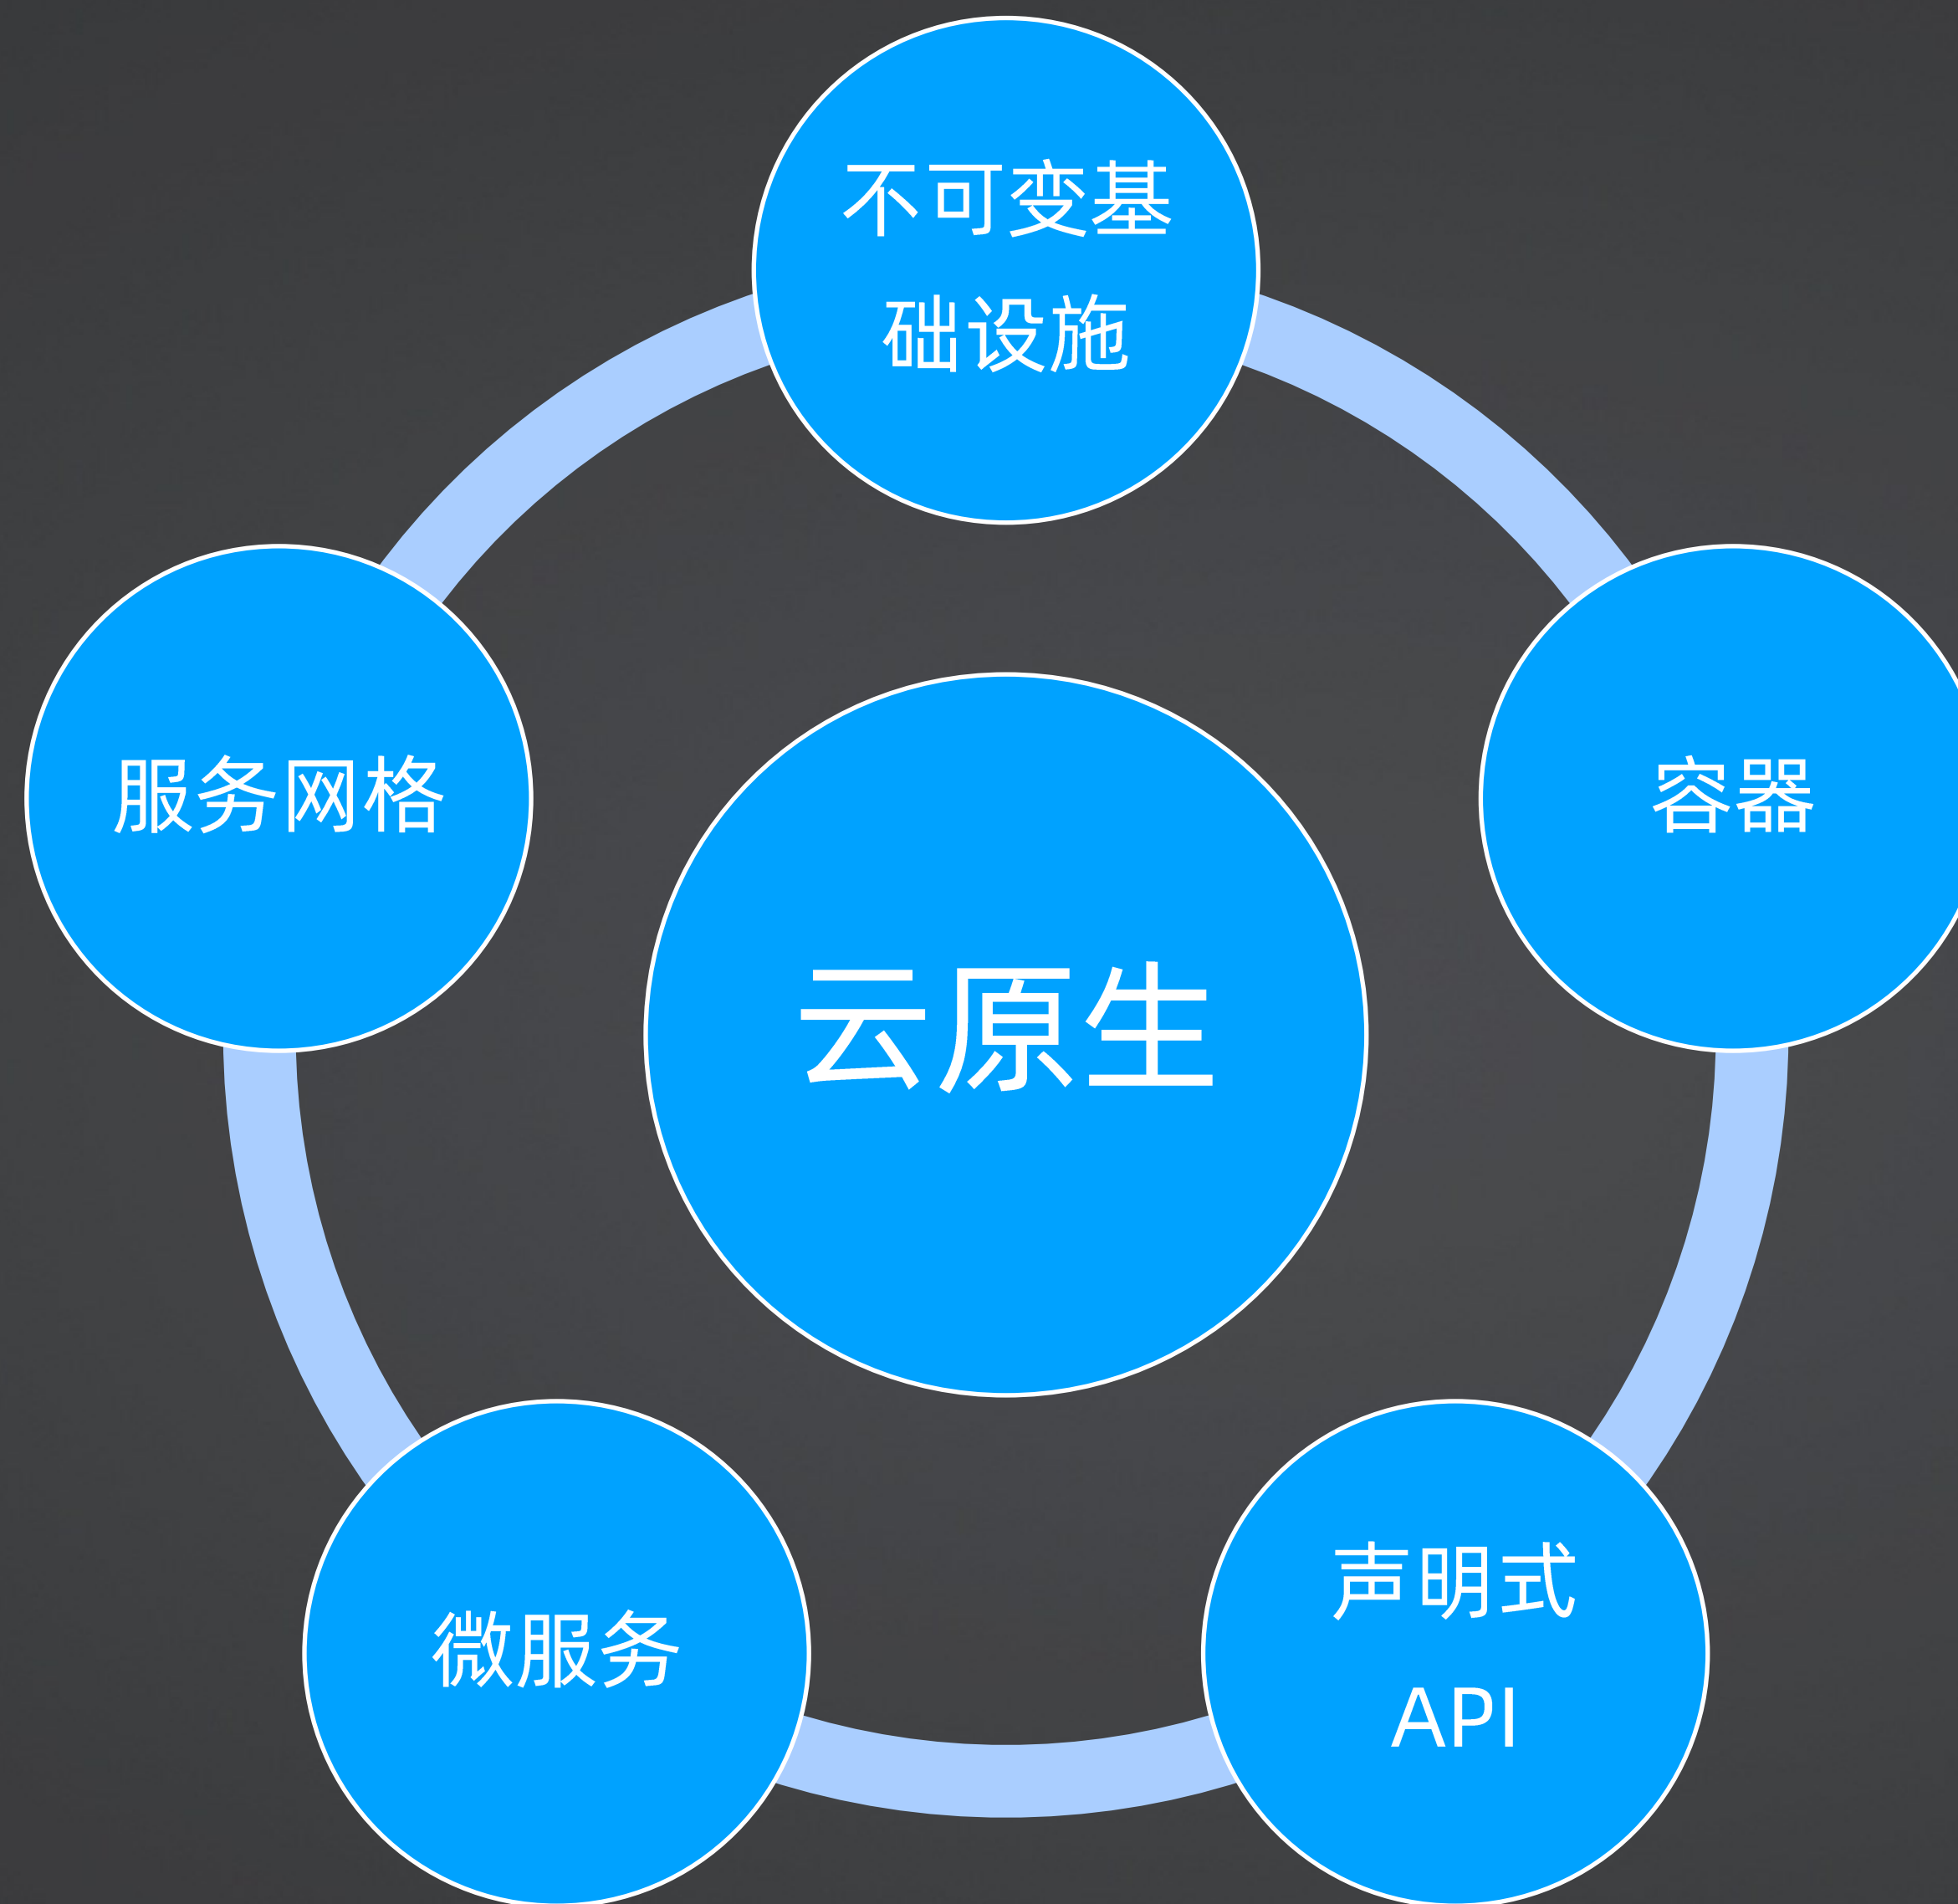 不可变基
础设施
服务网格
容器
云原生
微服务
声明式
API